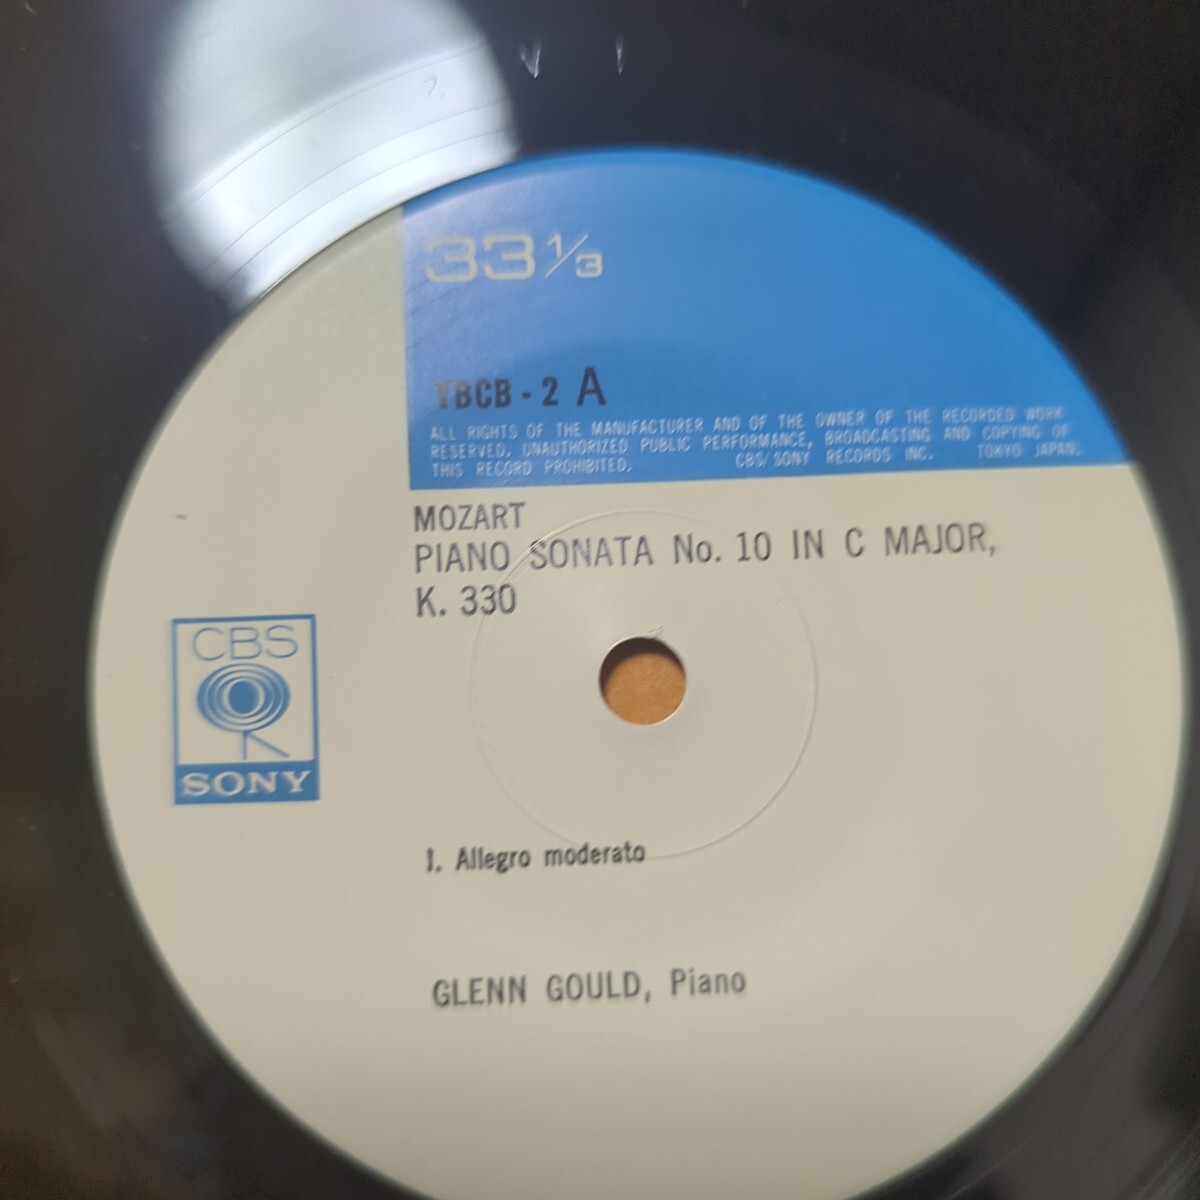 33 1/3
YBCB - 2 A
ALL RIGHTS OF THE MANUFACTURER AND OF THE OWNER OF THE RECORDED WORK
RESERVED. UNAUTHORIZED PUBLIC PERFORMANCE, BROADCASTING AND COPYING OF
THIS RECORD PROHIBITED. CBS/SONY RECORDS INC. TOKYO JAPAN.
MOZART
PIANO SONATA No. 10 IN C MAJOR,
K. 330
CBS
SONY
I. Allegro moderato
GLENN GOULD, Piano